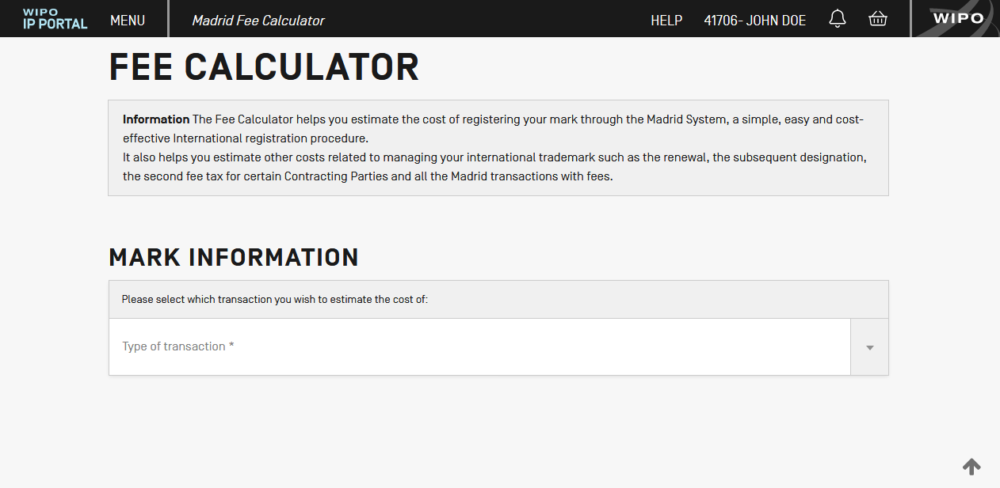 WIPO
IP PORTAL
MENU
Madrid Fee Calculator
HELP
41706- JOHN DOE
WIPO
FEE CALCULATOR
Information The Fee Calculator helps you estimate the cost of registering your mark through the Madrid System, a simple, easy and cost-
effective International registration procedure.
It also helps you estimate other costs related to managing your international trademark such as the renewal, the subsequent designation,
the second fee tax for certain Contracting Parties and all the Madrid transactions with fees.
MARK INFORMATION
Please select which transaction you wish to estimate the cost of:
Type of transaction *